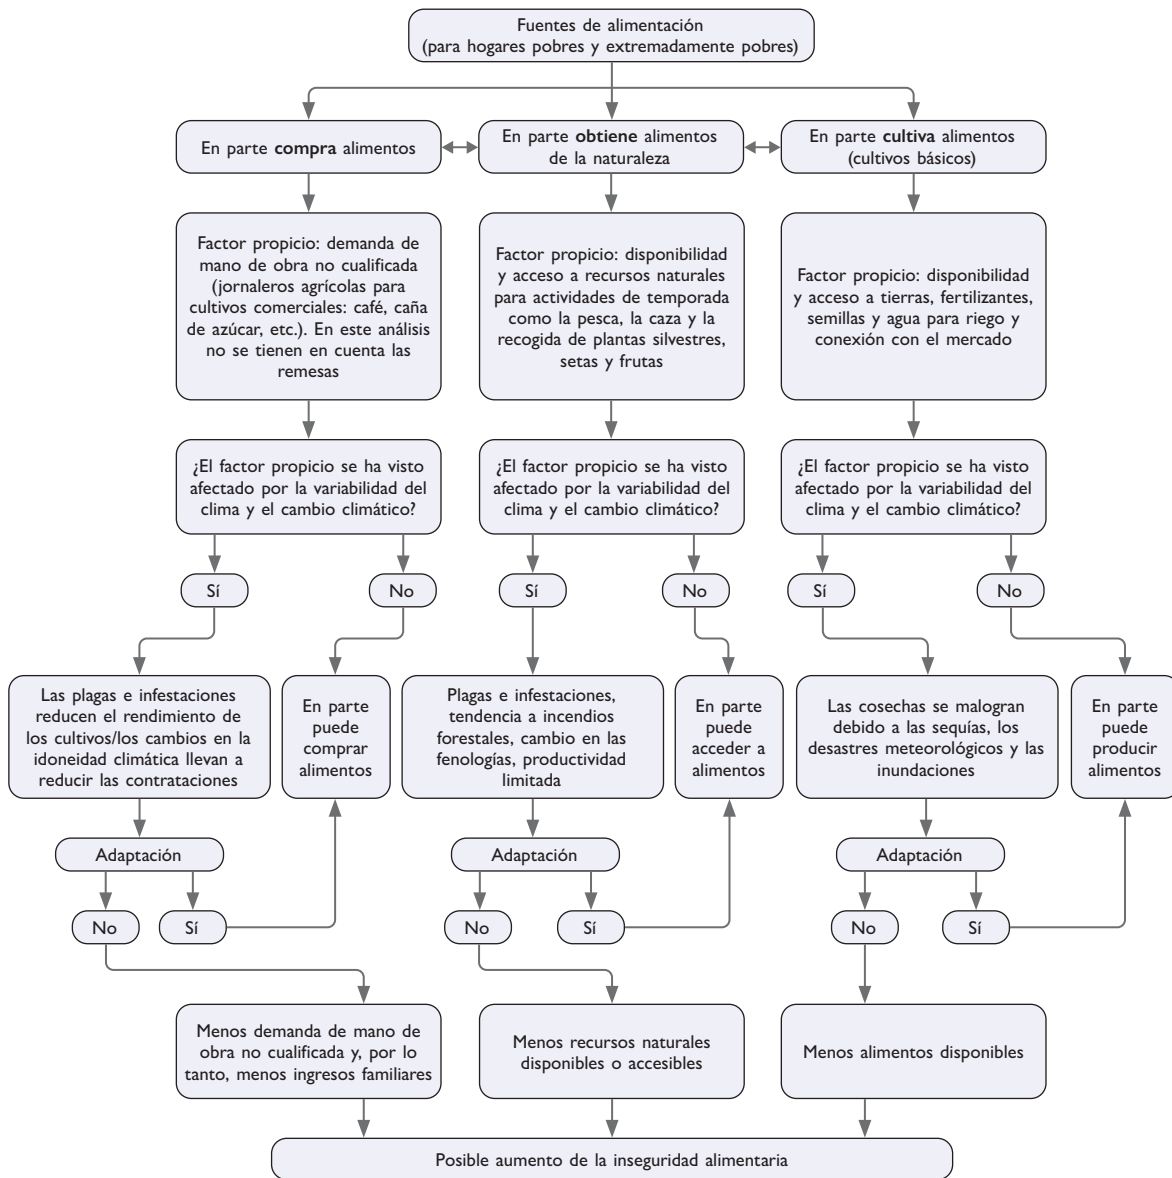 Fuentes de alimentación
(para hogares pobres y extremadamente pobres)
En parte compra alimentos
En parte obtiene alimentos
de la naturaleza
En parte cultiva alimentos
(cultivos básicos)
Factor propicio: demanda de
mano de obra no cualificada
(jornaleros agrícolas para
cultivos comerciales: café, caña
de azúcar, etc.). En este análisis
no se tienen en cuenta las
remesas
Factor propicio: disponibilidad
y acceso a recursos naturales
para actividades de temporada
como la pesca, la caza y la
recogida de plantas silvestres,
setas y frutas
Factor propicio: disponibilidad
y acceso a tierras, fertilizantes,
semillas y agua para riego y
conexión con el mercado
¿El factor propicio se ha visto
afectado por la variabilidad del
clima y el cambio climático?
¿El factor propicio se ha visto
afectado por la variabilidad del
clima y el cambio climático?
¿El factor propicio se ha visto
afectado por la variabilidad del
clima y el cambio climático?
Sí
No
Sí
No
Sí
No
Las plagas e infestaciones
reducen el rendimiento de
los cultivos/los cambios en la
idoneidad climática llevan a
reducir las contrataciones
En parte
puede
comprar
alimentos
Plagas e infestaciones,
tendencia a incendios
forestales, cambio en las
fenologías, productividad
limitada
En parte
puede
acceder a
alimentos
Las cosechas se malogran
debido a las sequías, los
desastres meteorológicos y las
inundaciones
En parte
puede
producir
alimentos
Adaptación
Adaptación
Adaptación
No
Sí
No
Sí
No
Sí
Menos demanda de mano de
obra no cualificada y, por lo
tanto, menos ingresos familiares
Menos recursos naturales
disponibles o accesibles
Menos alimentos disponibles
Posible aumento de la inseguridad alimentaria